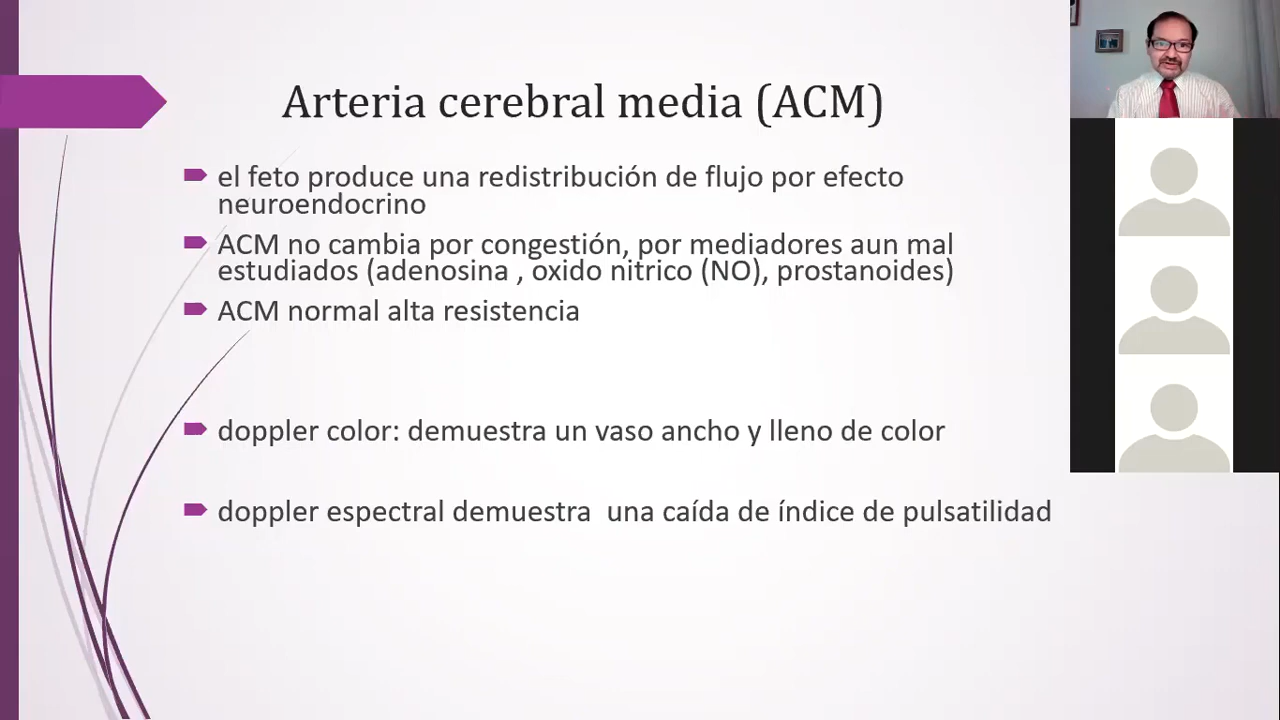 Arteria cerebral media (ACM)
el feto produce una redistribución de flujo por efecto
neuroendocrino
ACM no cambia por congestión, por mediadores aun mal
estudiados (adenosina , oxido nitrico (NO), prostanoides)
ACM normal alta resistencia
doppler color: demuestra un vaso ancho y lleno de color
doppler espectral demuestra  una caída de índice de pulsatilidad